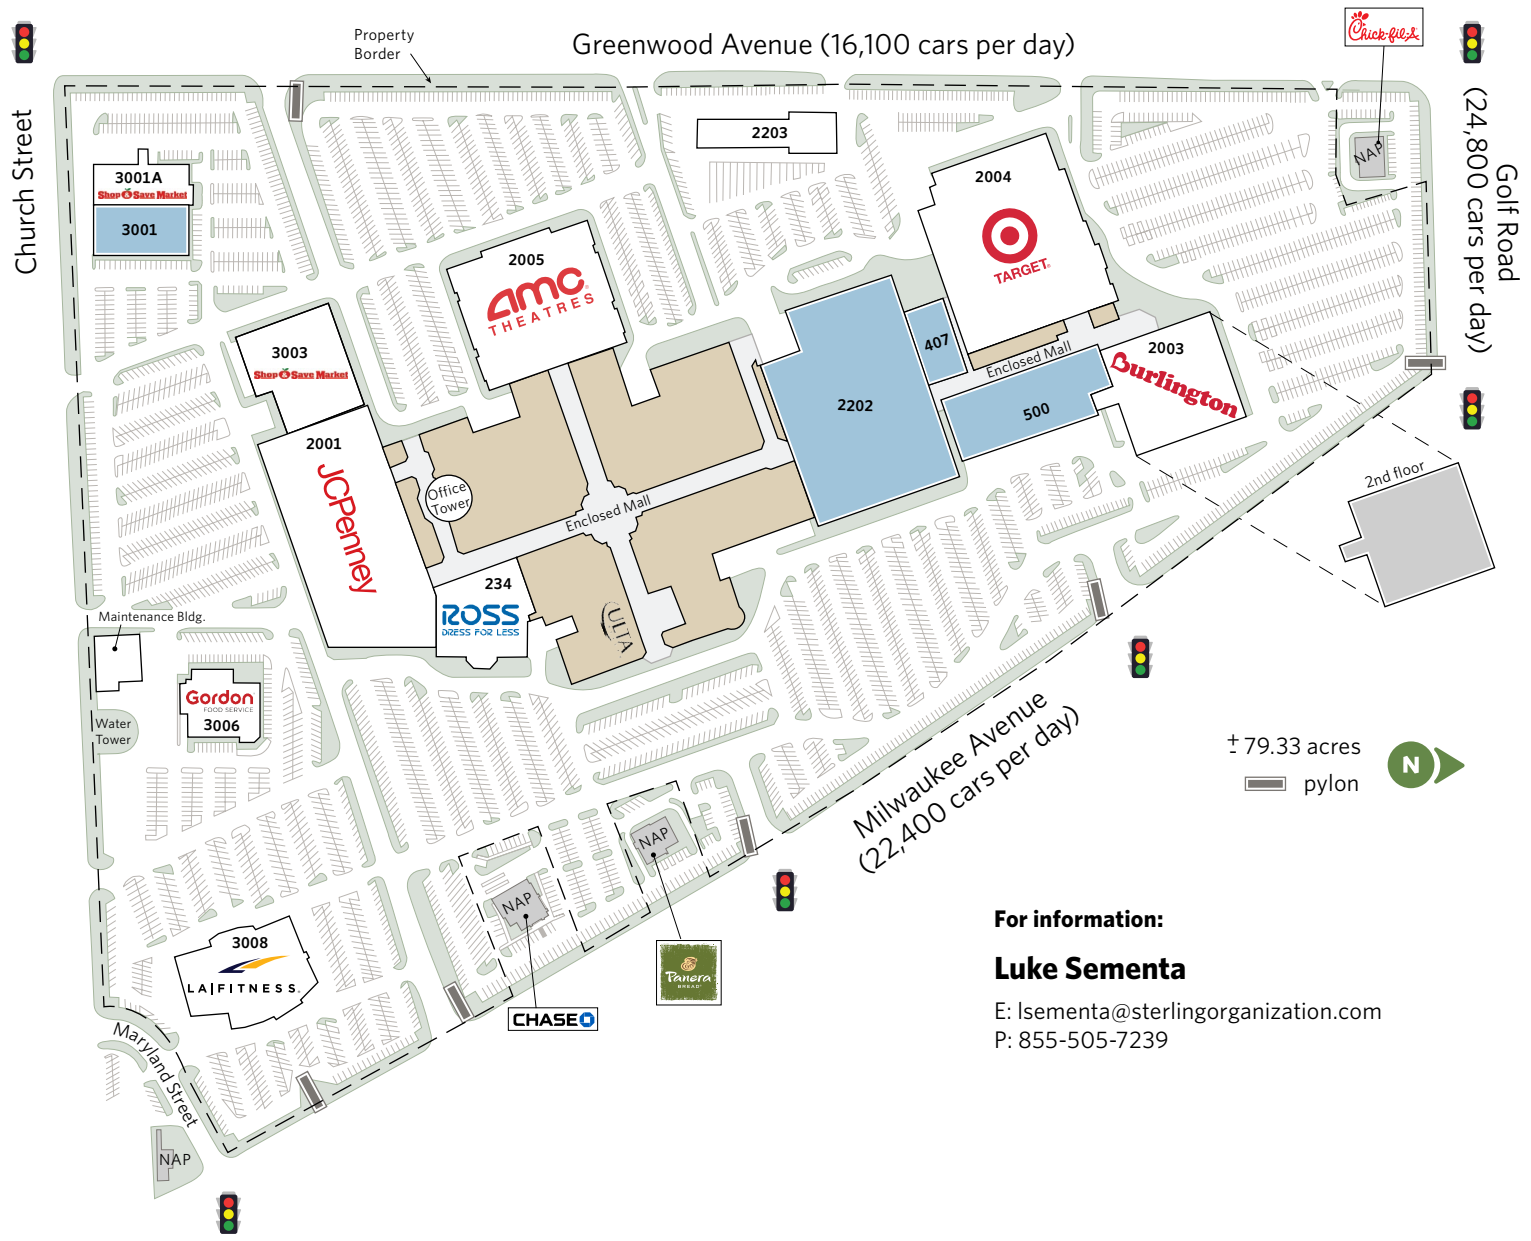 Property
Border
Greenwood Avenue (16,100 cars per day)
Chick-fil-A
Church Street
Golf Road
(24,800 cars per day)
NAP
2203
3001A
Shop & Save Market
3001
2004
TARGET
2005
AMC
THEATRES
3003
Shop & Save Market
407
Enclosed Mall
2003
Burlington
2202
500
2001
JCPenney
Office
Tower
Enclosed Mall
2nd floor
234
ROSS
DRESS FOR LESS
ULTA
Maintenance Bldg.
Gordon
FOOD SERVICE
3006
Water
Tower
Milwaukee Avenue
(22,400 cars per day)
+
- 79.33 acres
N
pylon
NAP
NAP
3008
LA|FITNESS
Panera
BREAD
CHASE
For information:
Luke Sementa
E: lsementa@sterlingorganization.com
P: 855-505-7239
Maryland Street
NAP